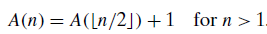 A(n) = A(⌊n/2⌋) + 1 for n > 1.